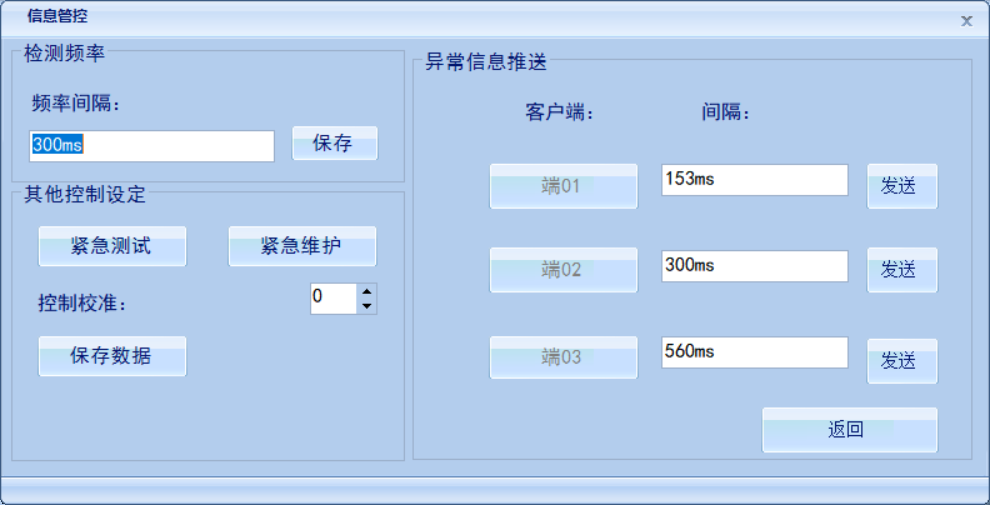 信息管控
检测频率
频率间隔：
300ms
保存
其他控制设定
紧急测试
紧急维护
控制校准：
0
保存数据
异常信息推送
客户端：
间隔：
端01
153ms
发送
端02
300ms
发送
端03
560ms
发送
返回